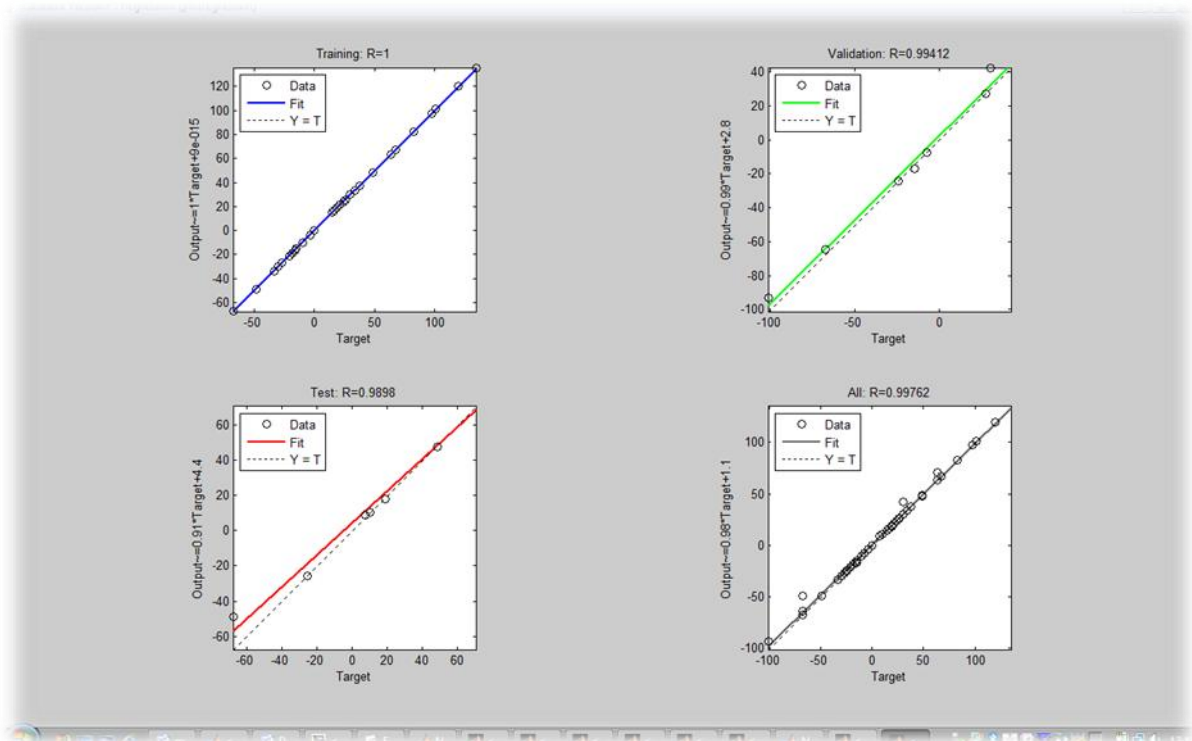 Training: R=1
Data
Fit
Y = T
Output~=1*Target+9e-015
120
100
80
60
40
20
0
-20
-40
-60
-50
0
50
100
Target
Validation: R=0.99412
Data
Fit
Y = T
Output~=0.99*Target+2.8
40
20
0
-20
-40
-60
-80
-100
-100
-50
0
Target
Test: R=0.9898
Data
Fit
Y = T
Output~=0.91*Target+4.4
60
40
20
0
-20
-40
-60
-60
-40
-20
0
20
40
60
Target
All: R=0.99762
Data
Fit
Y = T
Output~=0.98*Target+1.1
100
50
0
-50
-100
-100
-50
0
50
100
Target